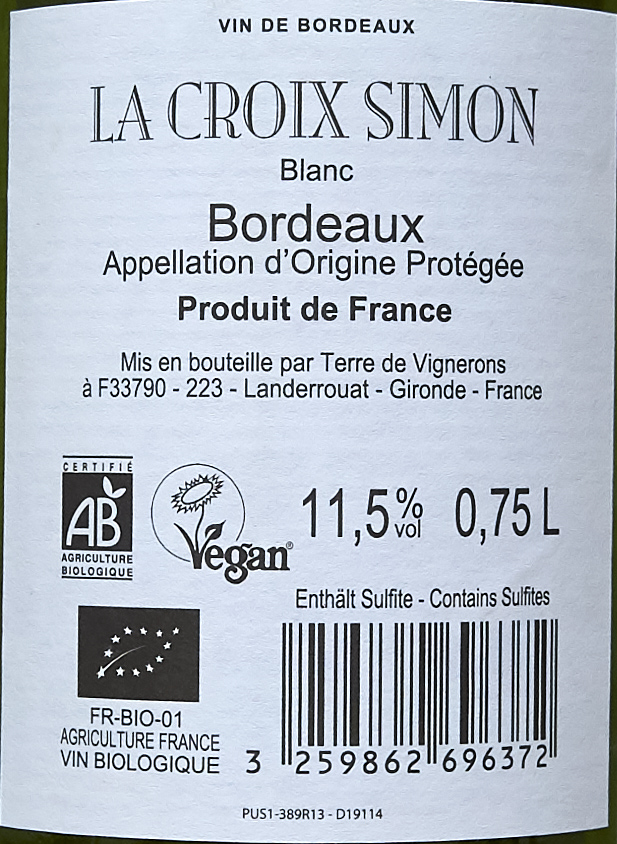 VIN DE BORDEAUX
LA CROIX SIMON
Blanc
Bordeaux
Appellation d'Origine Protégée
Produit de France
Mis en bouteille par Terre de Vignerons
à F33790 - 223 - Landerrouat - Gironde - France
CERTIFIÉ
AB
AGRICULTURE
BIOLOGIQUE
Vegan®
11,5% vol 0,75 L
Enthält Sulfite - Contains Sulfites
FR-BIO-01
AGRICULTURE FRANCE
VIN BIOLOGIQUE
3 259862 696372
PUS1-389R13 - D19114